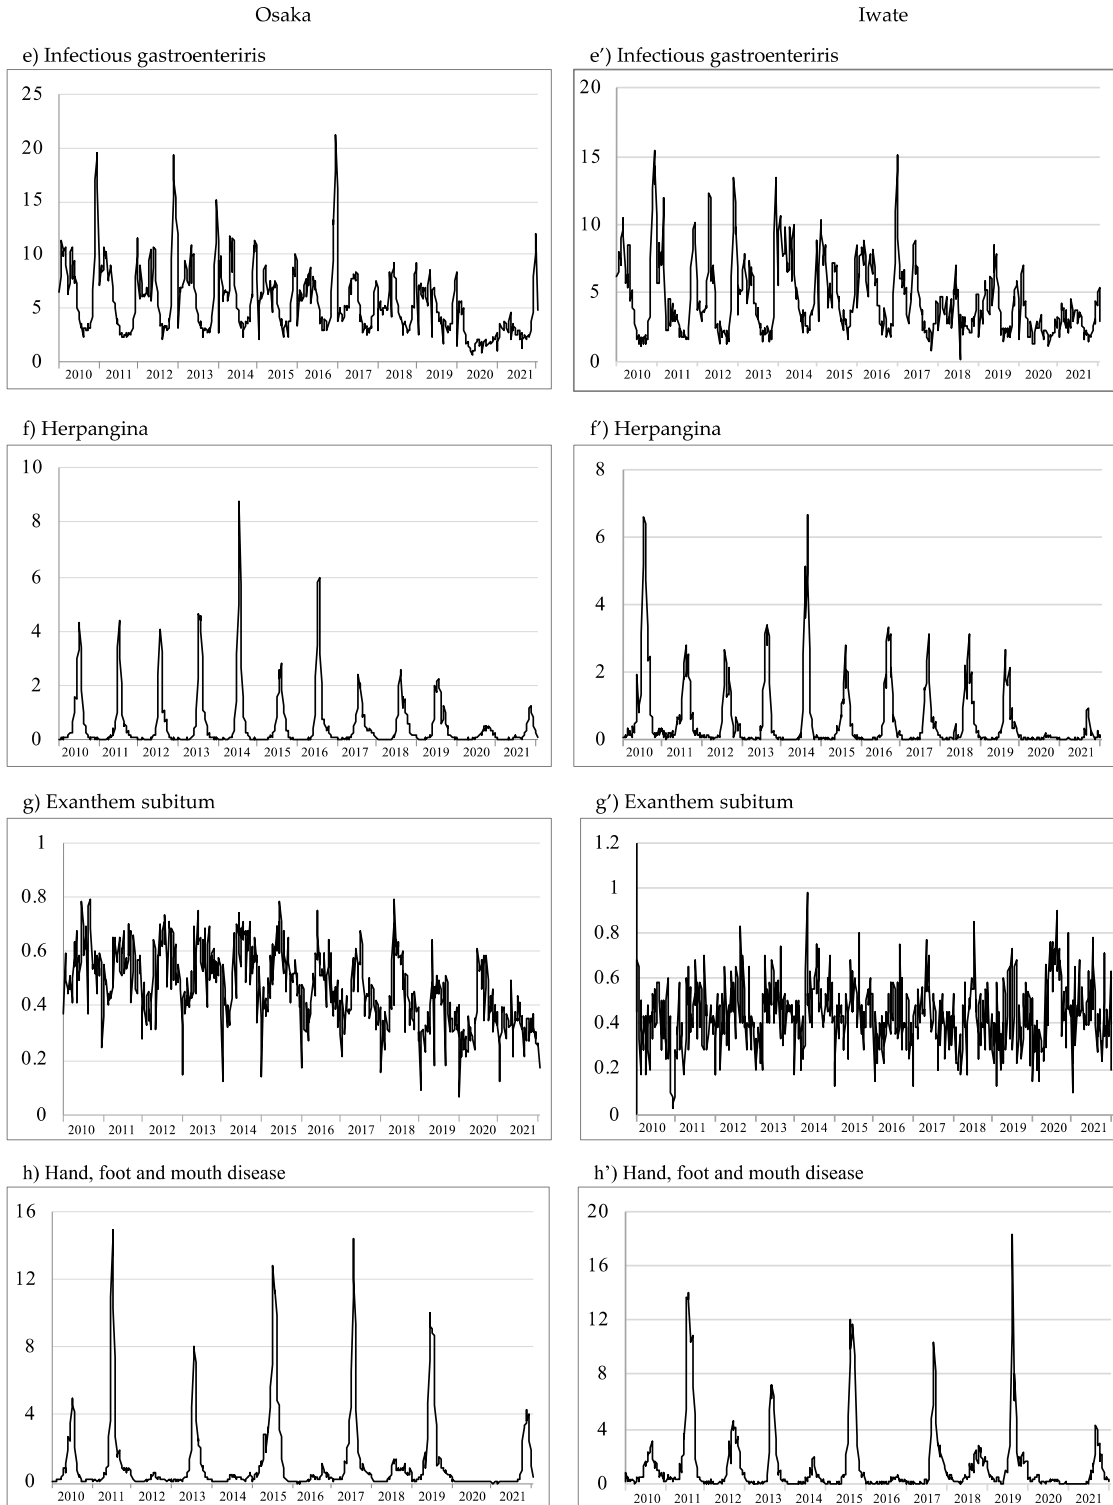 Osaka
Iwate
e) Infectious gastroenteriris
e′) Infectious gastroenteriris
25
20
15
10
5
0
2010 2011 2012 2013 2014 2015 2016 2017 2018 2019 2020 2021
20
15
10
5
0
2010 2011 2012 2013 2014 2015 2016 2017 2018 2019 2020 2021
f) Herpangina
f′) Herpangina
10
8
6
4
2
0
2010 2011 2012 2013 2014 2015 2016 2017 2018 2019 2020 2021
8
6
4
2
0
2010 2011 2012 2013 2014 2015 2016 2017 2018 2019 2020 2021
g) Exanthem subitum
g′) Exanthem subitum
1
0.8
0.6
0.4
0.2
0
2010 2011 2012 2013 2014 2015 2016 2017 2018 2019 2020 2021
1.2
1
0.8
0.6
0.4
0.2
0
2010 2011 2012 2013 2014 2015 2016 2017 2018 2019 2020 2021
h) Hand, foot and mouth disease
h’) Hand, foot and mouth disease
16
12
8
4
0
2010 2011 2012 2013 2014 2015 2016 2017 2018 2019 2020 2021
20
16
12
8
4
0
2010 2011 2012 2013 2014 2015 2016 2017 2018 2019 2020 2021